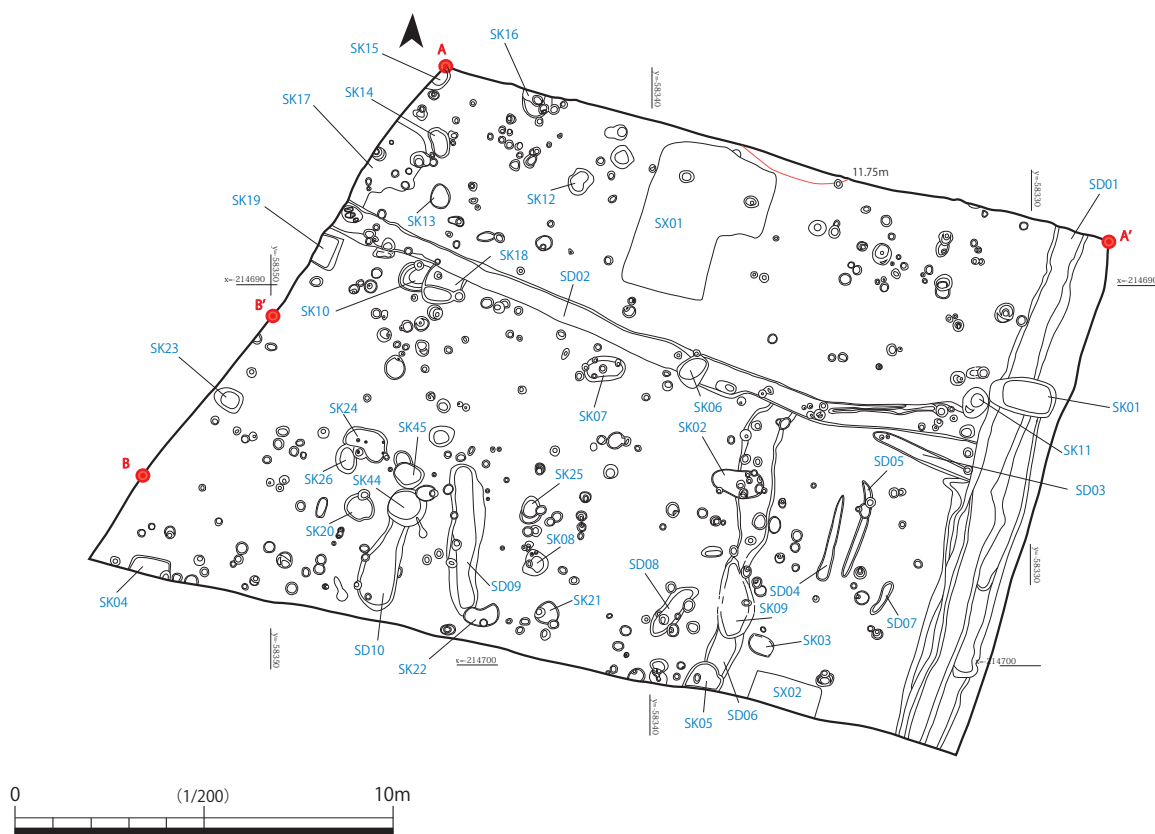 SK16
A
SK15
SK14
SK17
y=-58340
11.75m
y=-58330
SD01
SK12
SK19
SK13
SX01
A'
y=-58350
SK18
SD02
x=-214690
x=-214690
SK10
B'
SK23
SK07
SK06
SK01
SK24
SK45
SK02
SK11
SD05
B
SK26
SK25
SD03
SK44
SK20
SK08
y=-58330
SD08
SD04
SK09
SK04
SD09
SK21
SD07
SK03
y=-58350
SD10
SK22
x=-214700
x=-214700
SX02
SK05
SD06
y=-58340
0
(1/200)
10m